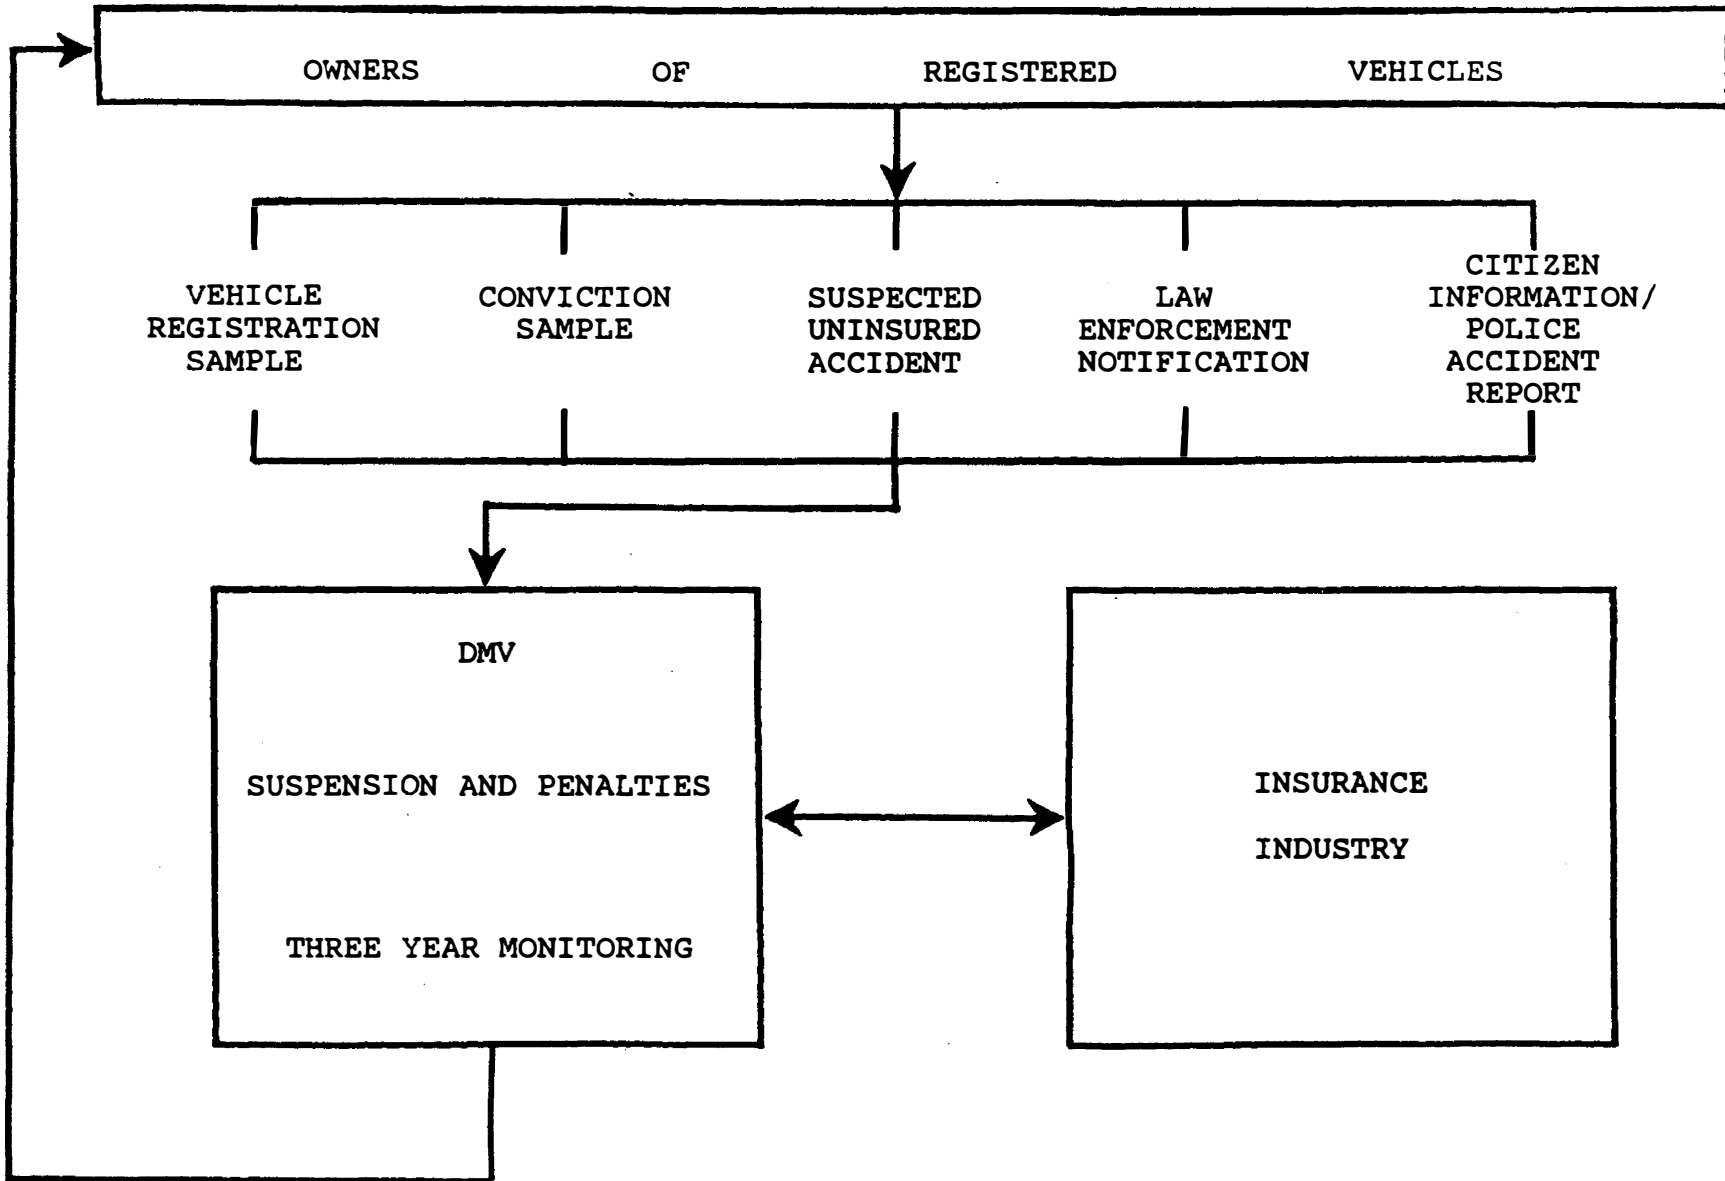 OWNERS OF REGISTERED VEHICLES
VEHICLE
REGISTRATION
SAMPLE
CONVICTION
SAMPLE
SUSPECTED
UNINSURED
ACCIDENT
LAW
ENFORCEMENT
NOTIFICATION
CITIZEN
INFORMATION/
POLICE
ACCIDENT
REPORT
DMV
SUSPENSION AND PENALTIES
THREE YEAR MONITORING
INSURANCE
INDUSTRY